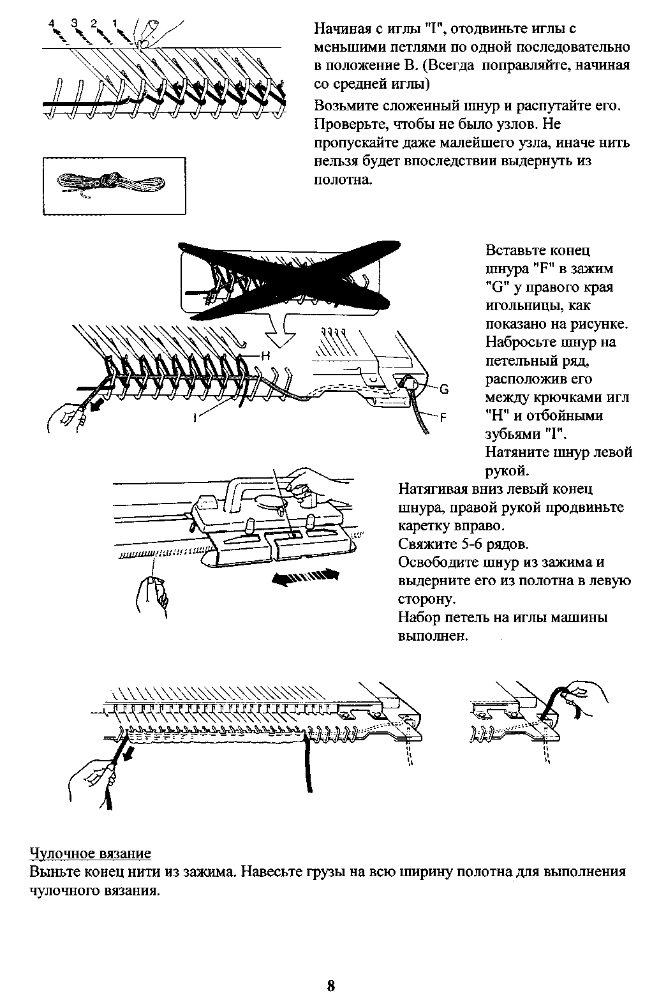 4 3 2 1
Начиная с иглы "I", отодвиньте иглы с
меньшими петлями по одной последовательно
в положение В. (Всегда поправляйте, начиная
со средней иглы)
Возьмите сложенный шнур и распутайте его.
Проверьте, чтобы не было узлов. Не
пропускайте даже малейшего узла, иначе нить
нельзя будет впоследствии выдернуть из
полотна.
Вставьте конец
шнура "F" в зажим
"G" у правого края
игольницы, как
показано на рисунке.
Набросьте шнур на
петельный ряд,
расположив его
между крючками игл
"H" и отбойными
зубьями "I".
Натяните шнур левой
рукой.
H
G
I
F
Натягивая вниз левый конец
шнура, правой рукой продвиньте
каретку вправо.
Свяжите 5-6 рядов.
Освободите шнур из зажима и
выдерните его из полотна в левую
сторону.
Набор петель на иглы машины
выполнен.
Чулочное вязание
Выньте конец нити из зажима. Навесьте грузы на всю ширину полотна для выполнения
чулочного вязания.
8